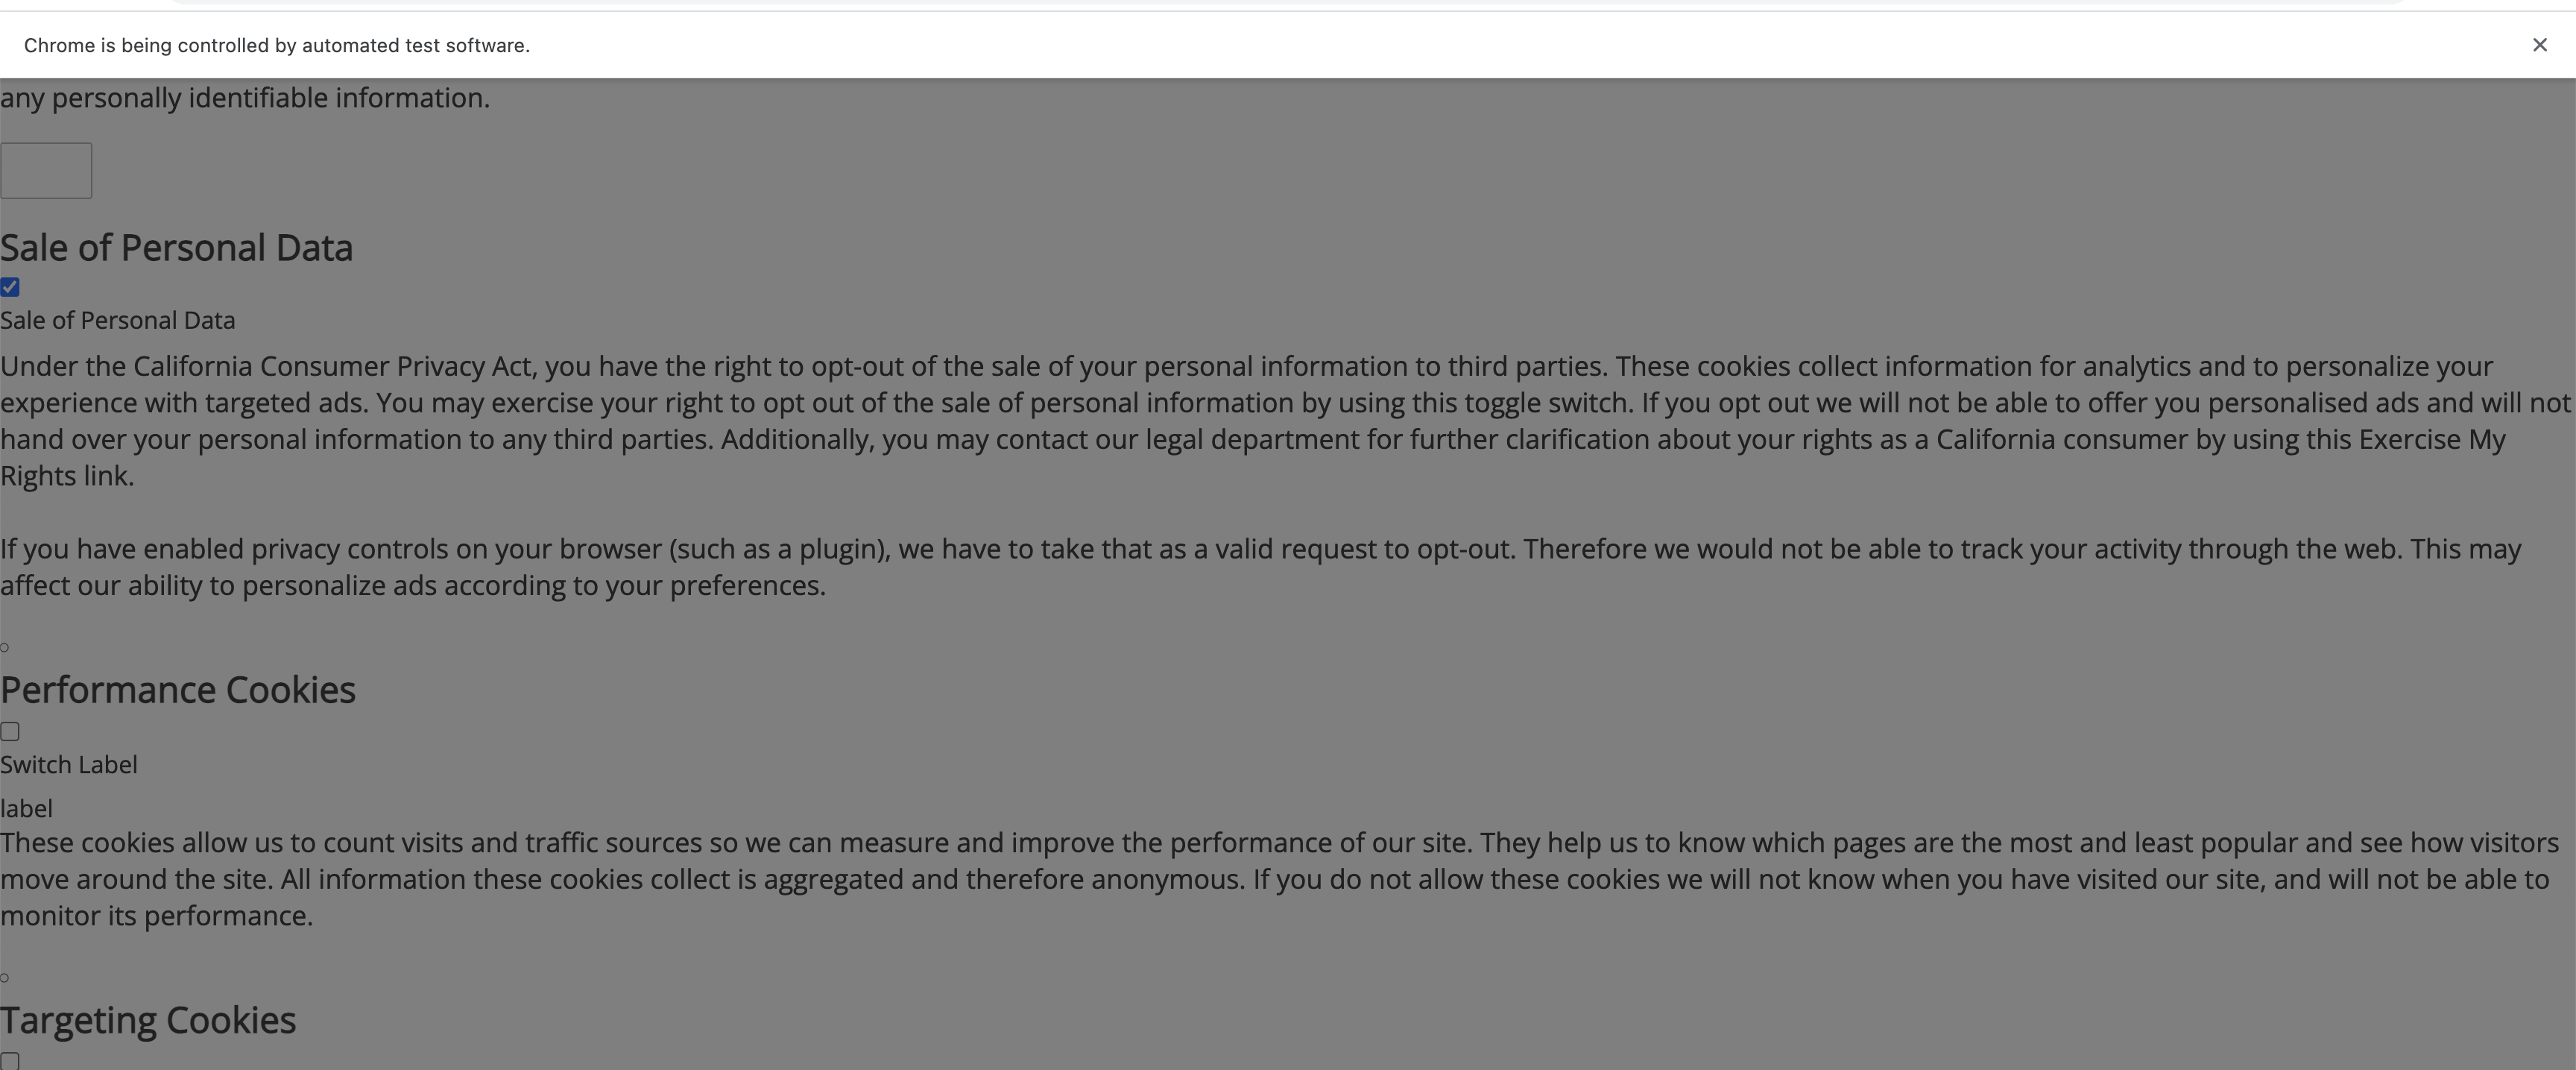 Chrome is being controlled by automated test software.
any personally identifiable information.
Sale of Personal Data
Sale of Personal Data
Under the California Consumer Privacy Act, you have the right to opt-out of the sale of your personal information to third parties. These cookies collect information for analytics and to personalize your
experience with targeted ads. You may exercise your right to opt out of the sale of personal information by using this toggle switch. If you opt out we will not be able to offer you personalised ads and will not
hand over your personal information to any third parties. Additionally, you may contact our legal department for further clarification about your rights as a California consumer by using this Exercise My
Rights link.
If you have enabled privacy controls on your browser (such as a plugin), we have to take that as a valid request to opt-out. Therefore we would not be able to track your activity through the web. This may
affect our ability to personalize ads according to your preferences.
Performance Cookies
Switch Label
label
These cookies allow us to count visits and traffic sources so we can measure and improve the performance of our site. They help us to know which pages are the most and least popular and see how visitors
move around the site. All information these cookies collect is aggregated and therefore anonymous. If you do not allow these cookies we will not know when you have visited our site, and will not be able to
monitor its performance.
Targeting Cookies